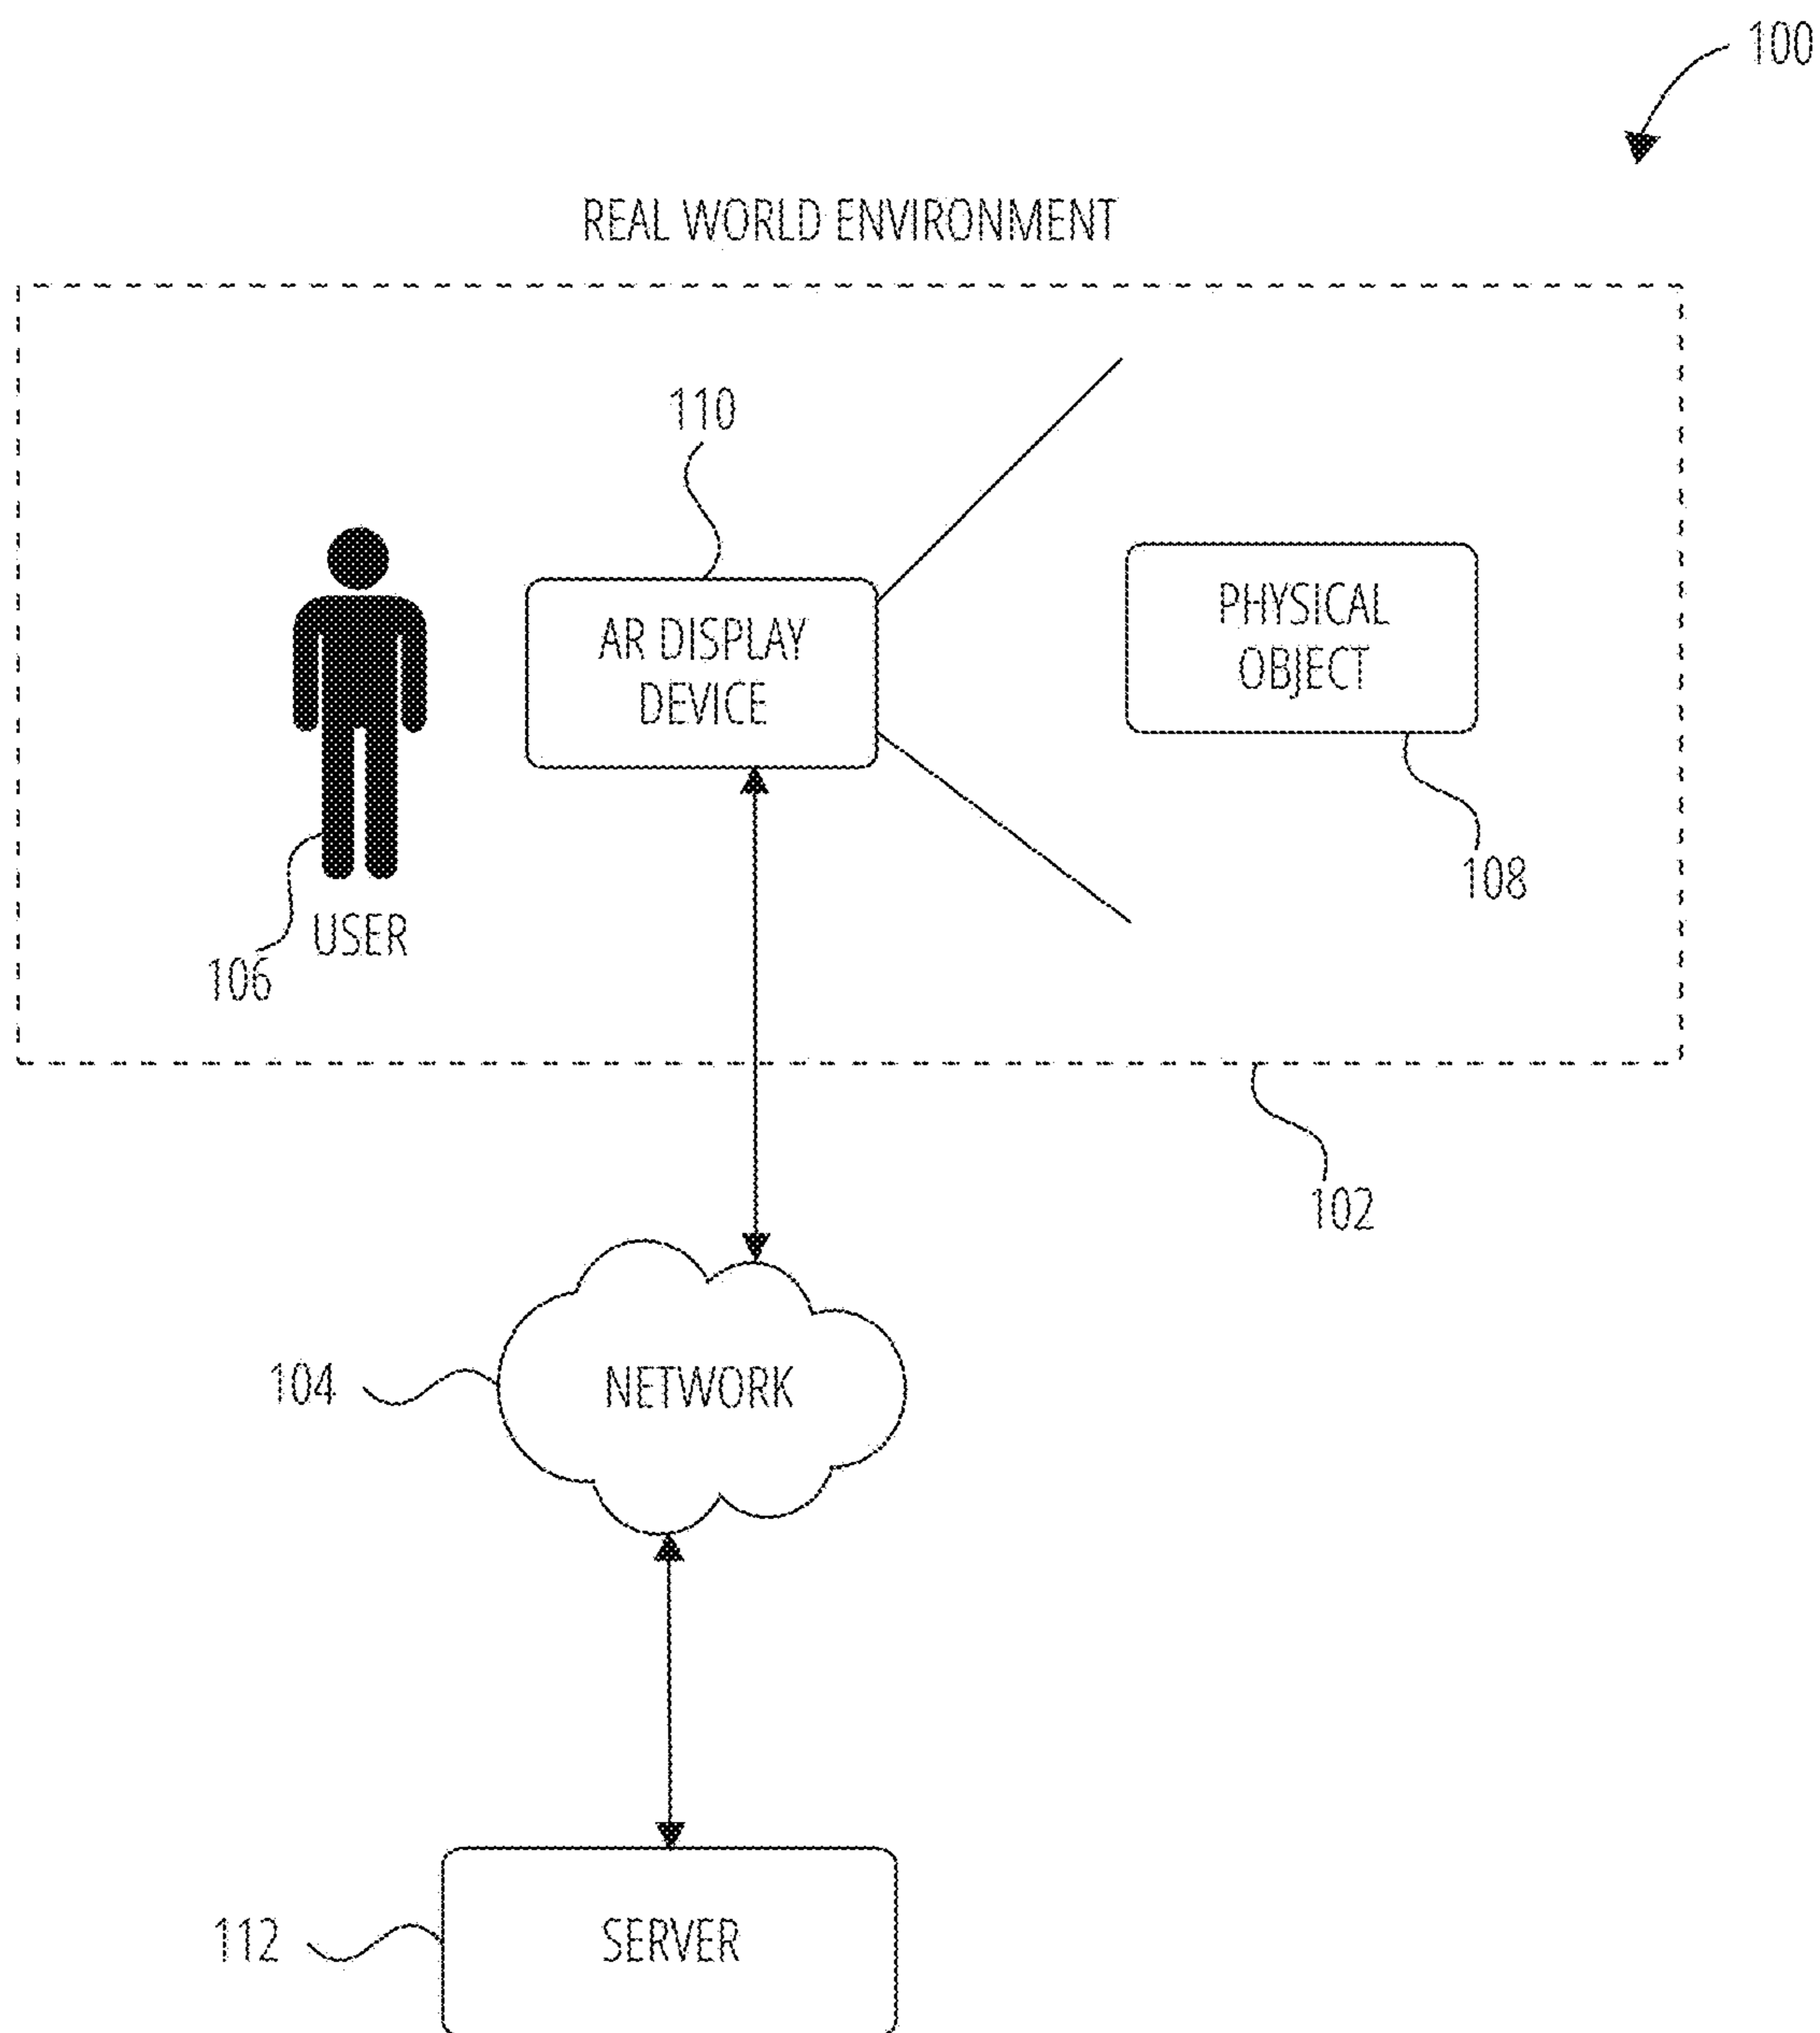 100
REAL WORLD ENVIRONMENT
110
AR DISPLAY
DEVICE
PHYSICAL
OBJECT
108
USER
106
102
104
NETWORK
112
SERVER